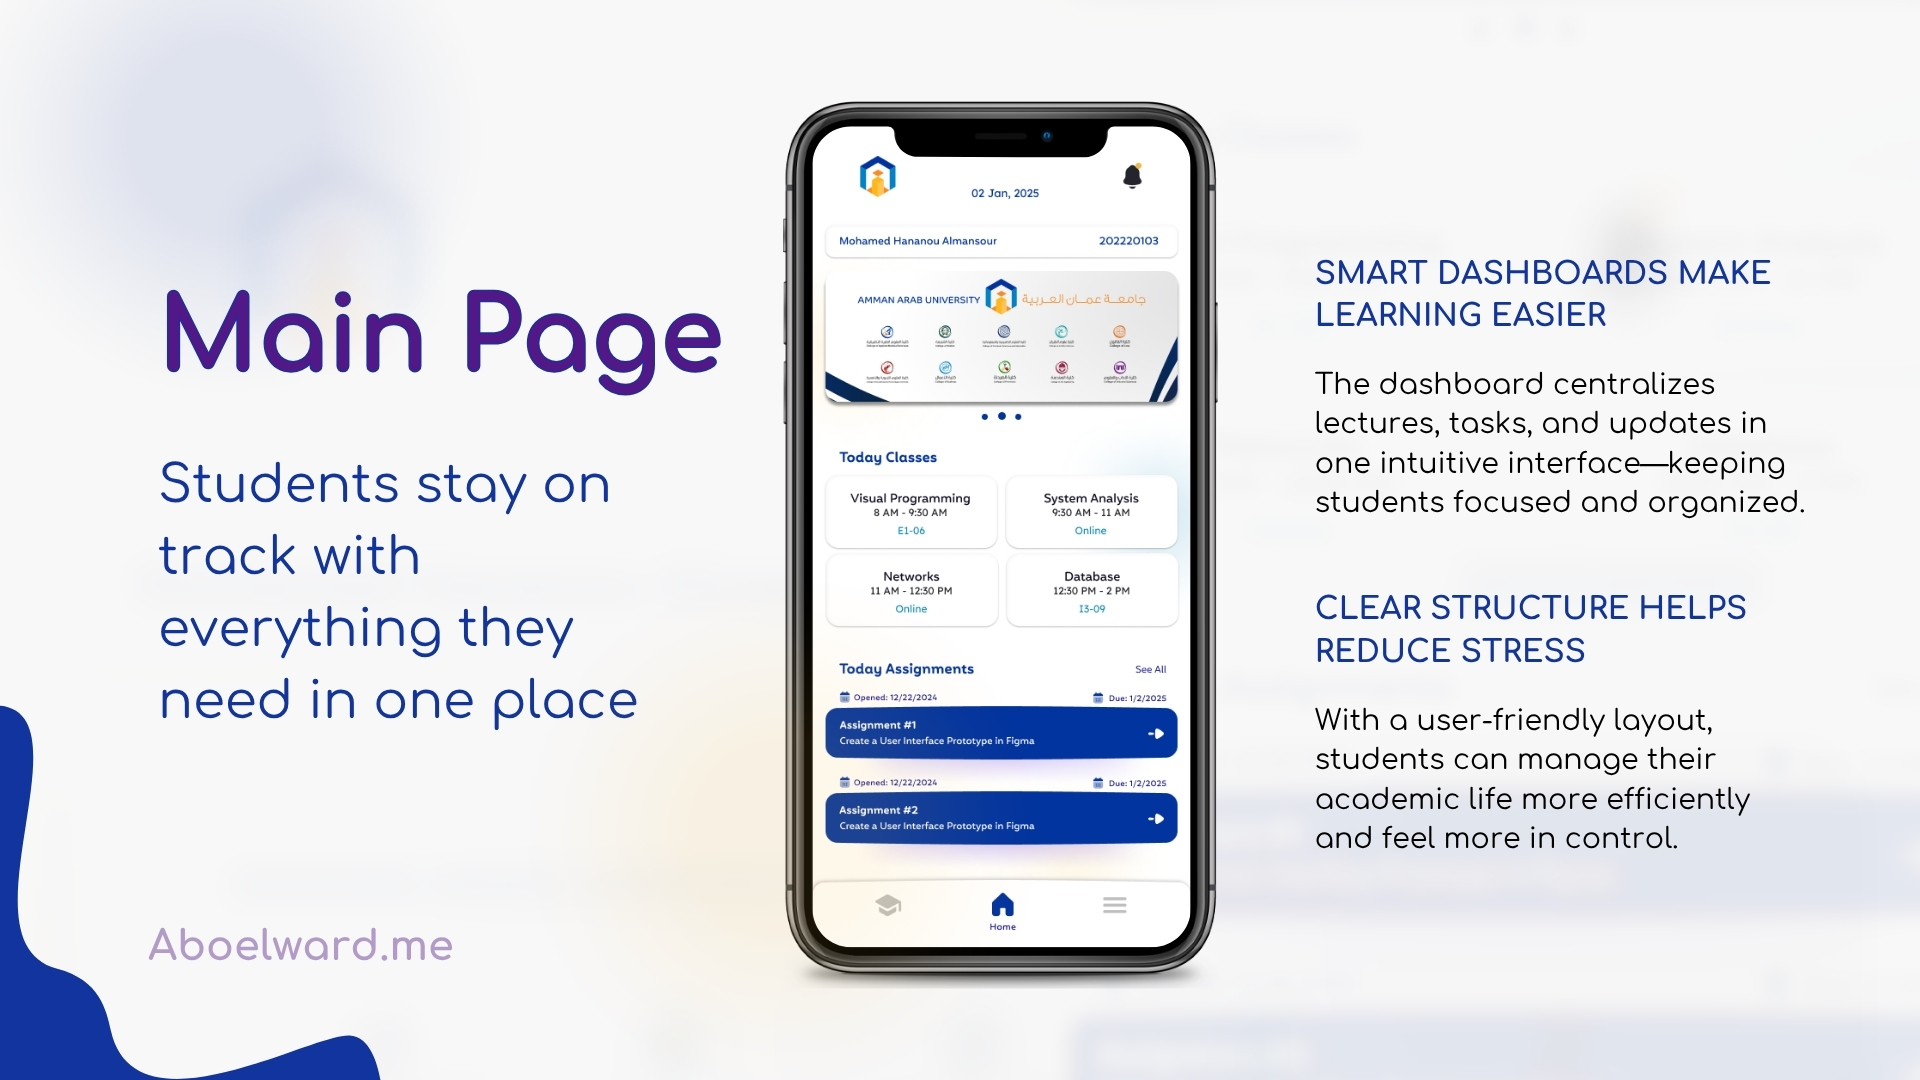 Main Page
Students stay on
track with
everything they
need in one place
Aboelward.me
02 Jan, 2025
Mohamed Hananou Almansour 202220103
AMMAN ARAB UNIVERSITY جامعة عمان العربية
Today Classes
Visual Programming
8 AM - 9:30 AM
E1-06
System Analysis
9:30 AM - 11 AM
Online
Networks
11 AM - 12:30 PM
Online
Database
12:30 PM - 2 PM
I3-09
Today Assignments See All
Opened: 12/22/2024 Due: 1/2/2025
Assignment #1
Create a User Interface Prototype in Figma
Opened: 12/22/2024 Due: 1/2/2025
Assignment #2
Create a User Interface Prototype in Figma
Home
SMART DASHBOARDS MAKE
LEARNING EASIER
The dashboard centralizes
lectures, tasks, and updates in
one intuitive interface—keeping
students focused and organized.
CLEAR STRUCTURE HELPS
REDUCE STRESS
With a user-friendly layout,
students can manage their
academic life more efficiently
and feel more in control.